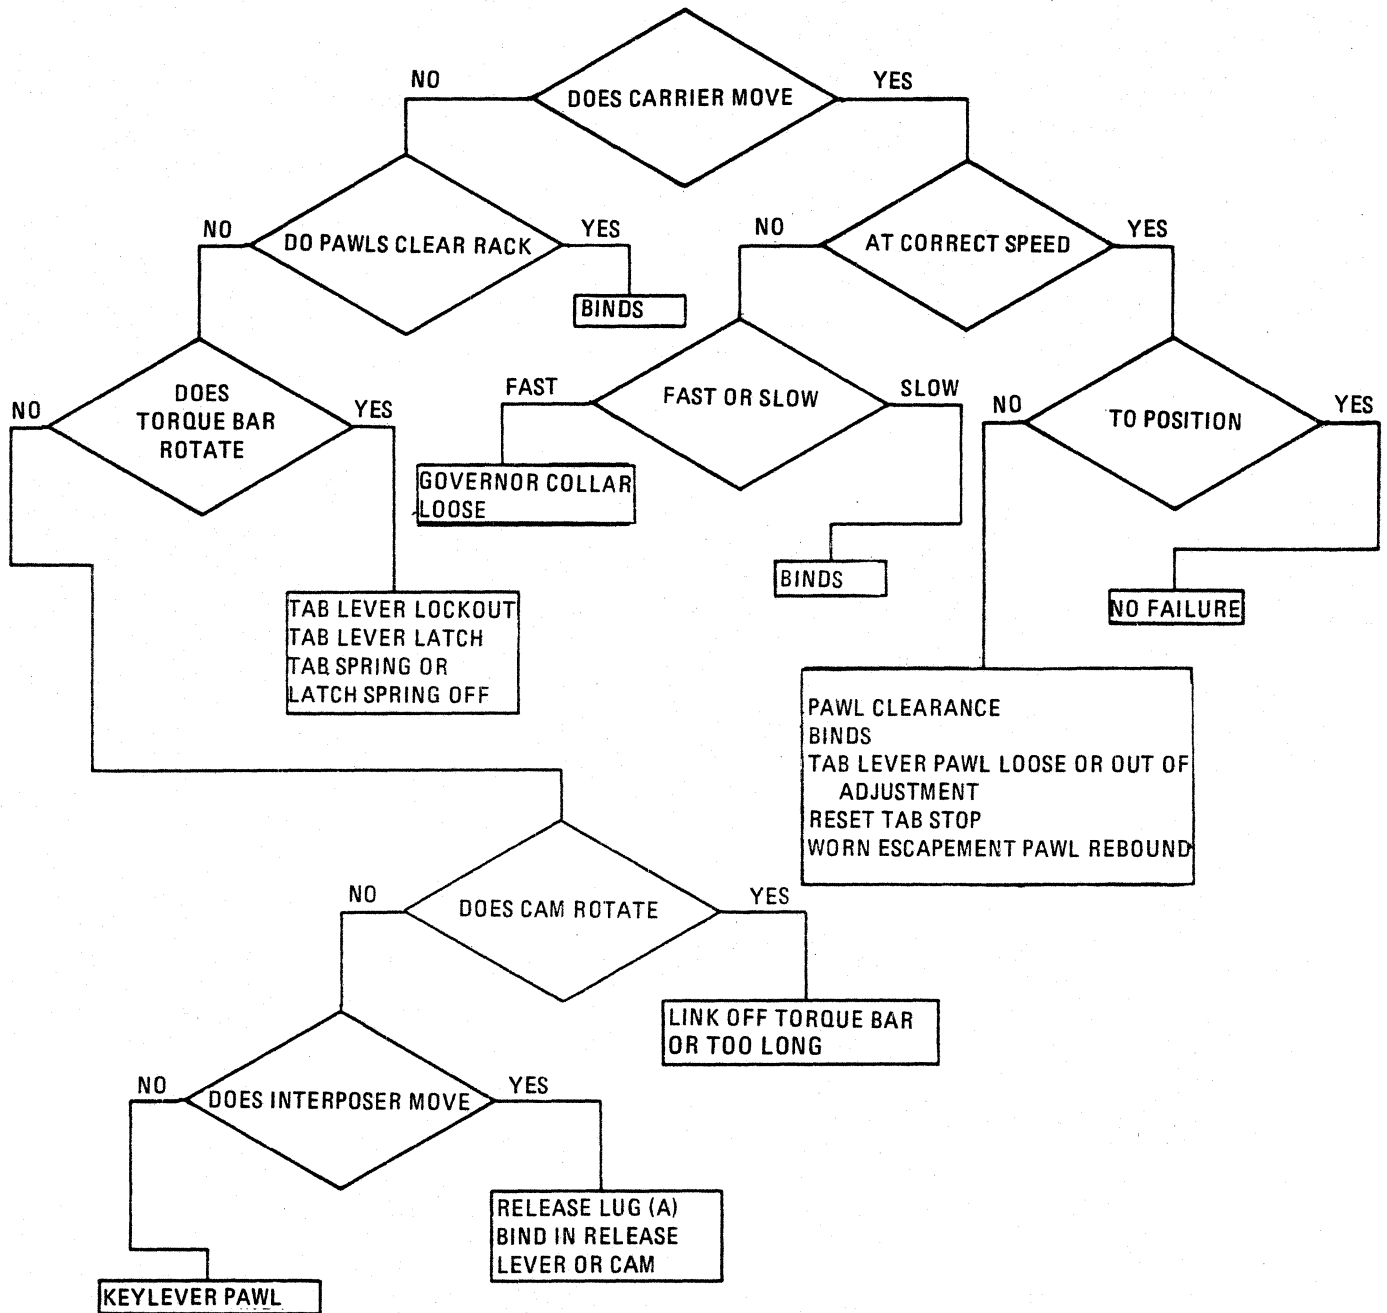 DOES CARRIER MOVE
NO
YES
DO PAWLS CLEAR RACK
NO
YES
BINDS
AT CORRECT SPEED
NO
YES
DOES
TORQUE BAR
ROTATE
NO
YES
FAST OR SLOW
FAST
SLOW
TO POSITION
NO
YES
GOVERNOR COLLAR
LOOSE
BINDS
NO FAILURE
TAB LEVER LOCKOUT
TAB LEVER LATCH
TAB SPRING OR
LATCH SPRING OFF
PAWL CLEARANCE
BINDS
TAB LEVER PAWL LOOSE OR OUT OF
ADJUSTMENT
RESET TAB STOP
WORN ESCAPEMENT PAWL REBOUND
DOES CAM ROTATE
NO
YES
LINK OFF TORQUE BAR
OR TOO LONG
DOES INTERPOSER MOVE
NO
YES
RELEASE LUG (A)
BIND IN RELEASE
LEVER OR CAM
KEYLEVER PAWL